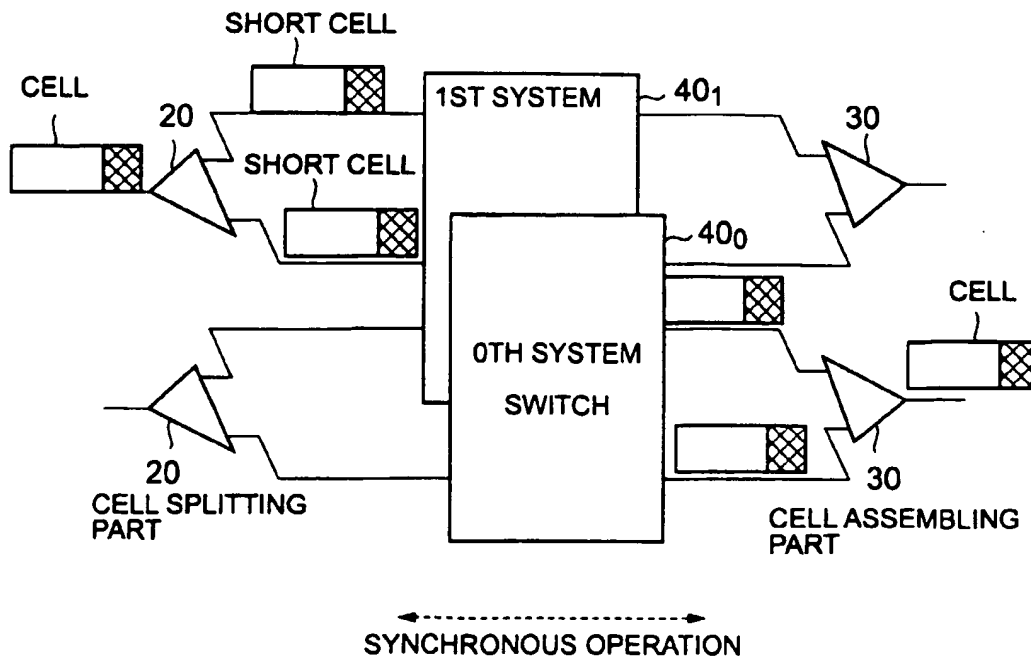 SHORT CELL
CELL
20
1ST SYSTEM
40₁
30
SHORT CELL
40₀
CELL
0TH SYSTEM
SWITCH
20
CELL SPLITTING
PART
30
CELL ASSEMBLING
PART
SYNCHRONOUS OPERATION